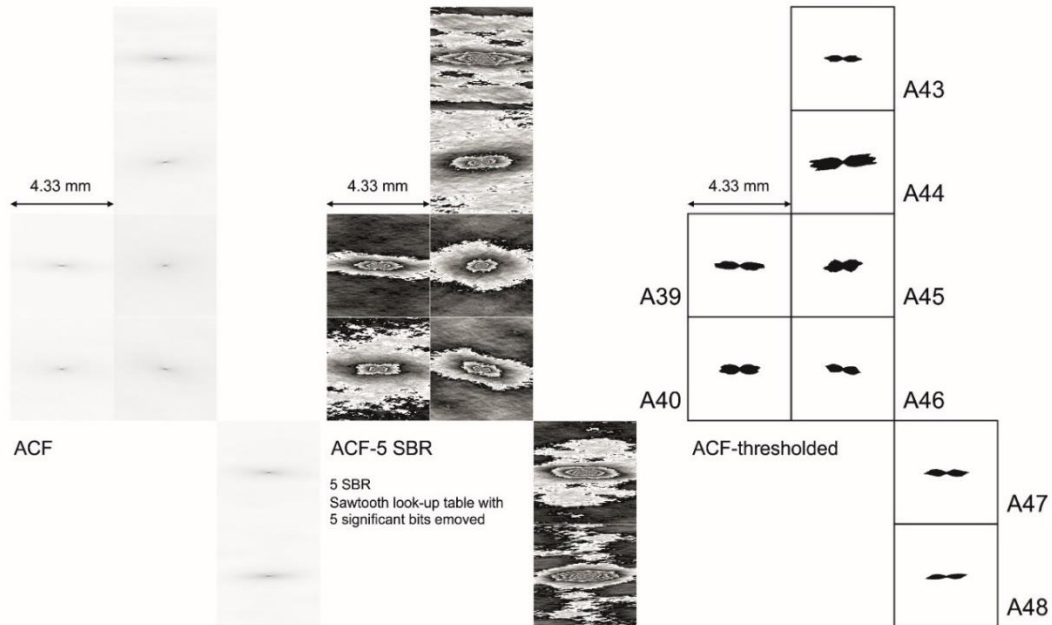 A43
A44
4.33 mm
4.33 mm
4.33 mm
A39
A45
A40
A46
ACF
ACF-5 SBR
ACF-thresholded
5 SBR
Sawtooth look-up table with
5 significant bits emoved
A47
A48